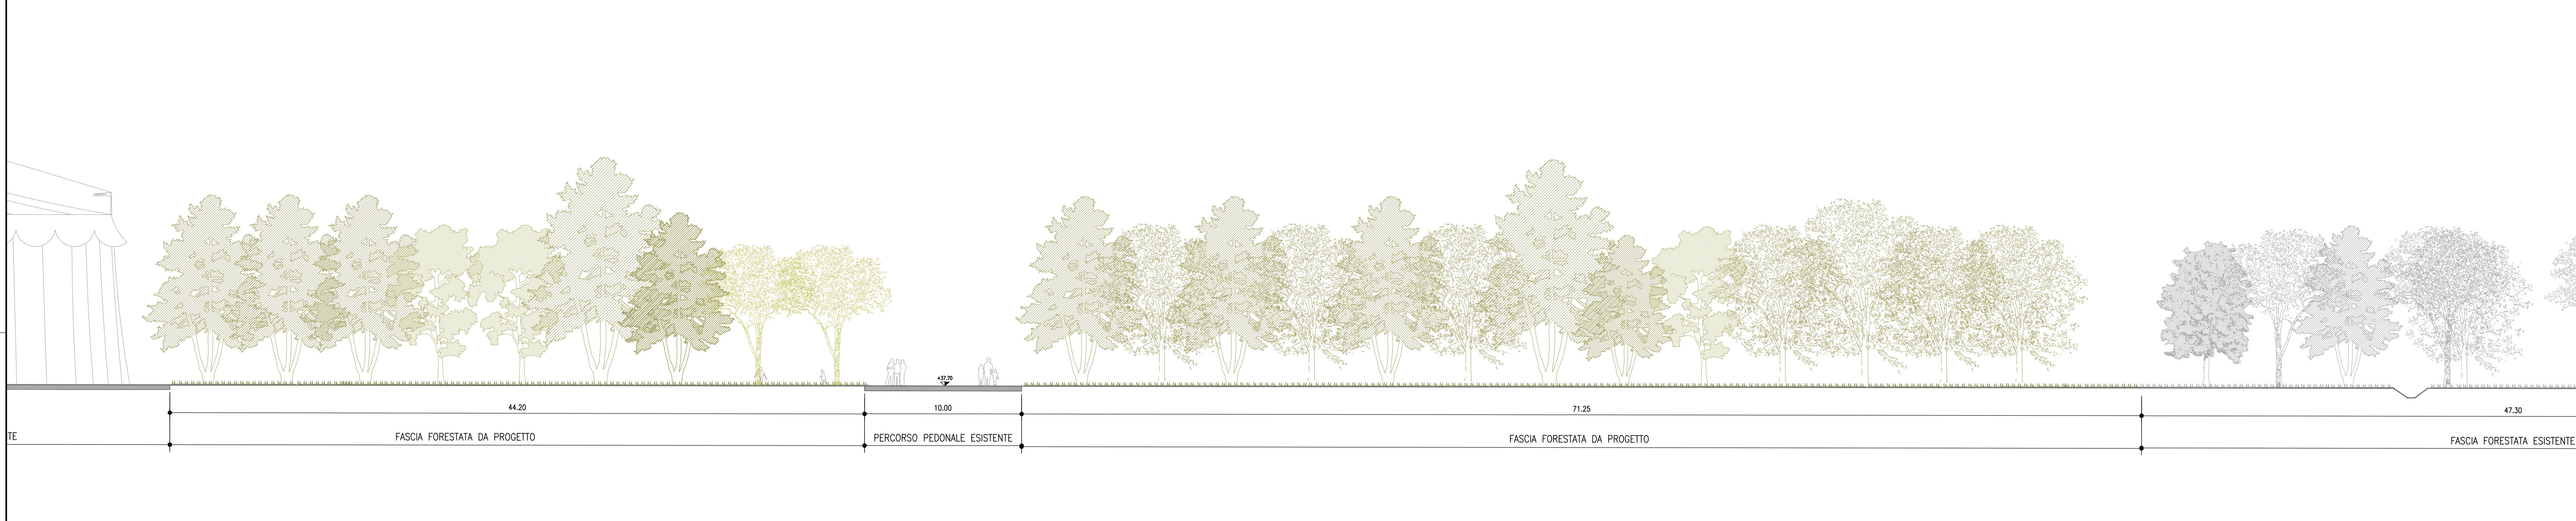 +37.70
44.20
10.00
71.25
47.30
TE
FASCIA FORESTATA DA PROGETTO
PERCORSO PEDONALE ESISTENTE
FASCIA FORESTATA DA PROGETTO
FASCIA FORESTATA ESISTENTE